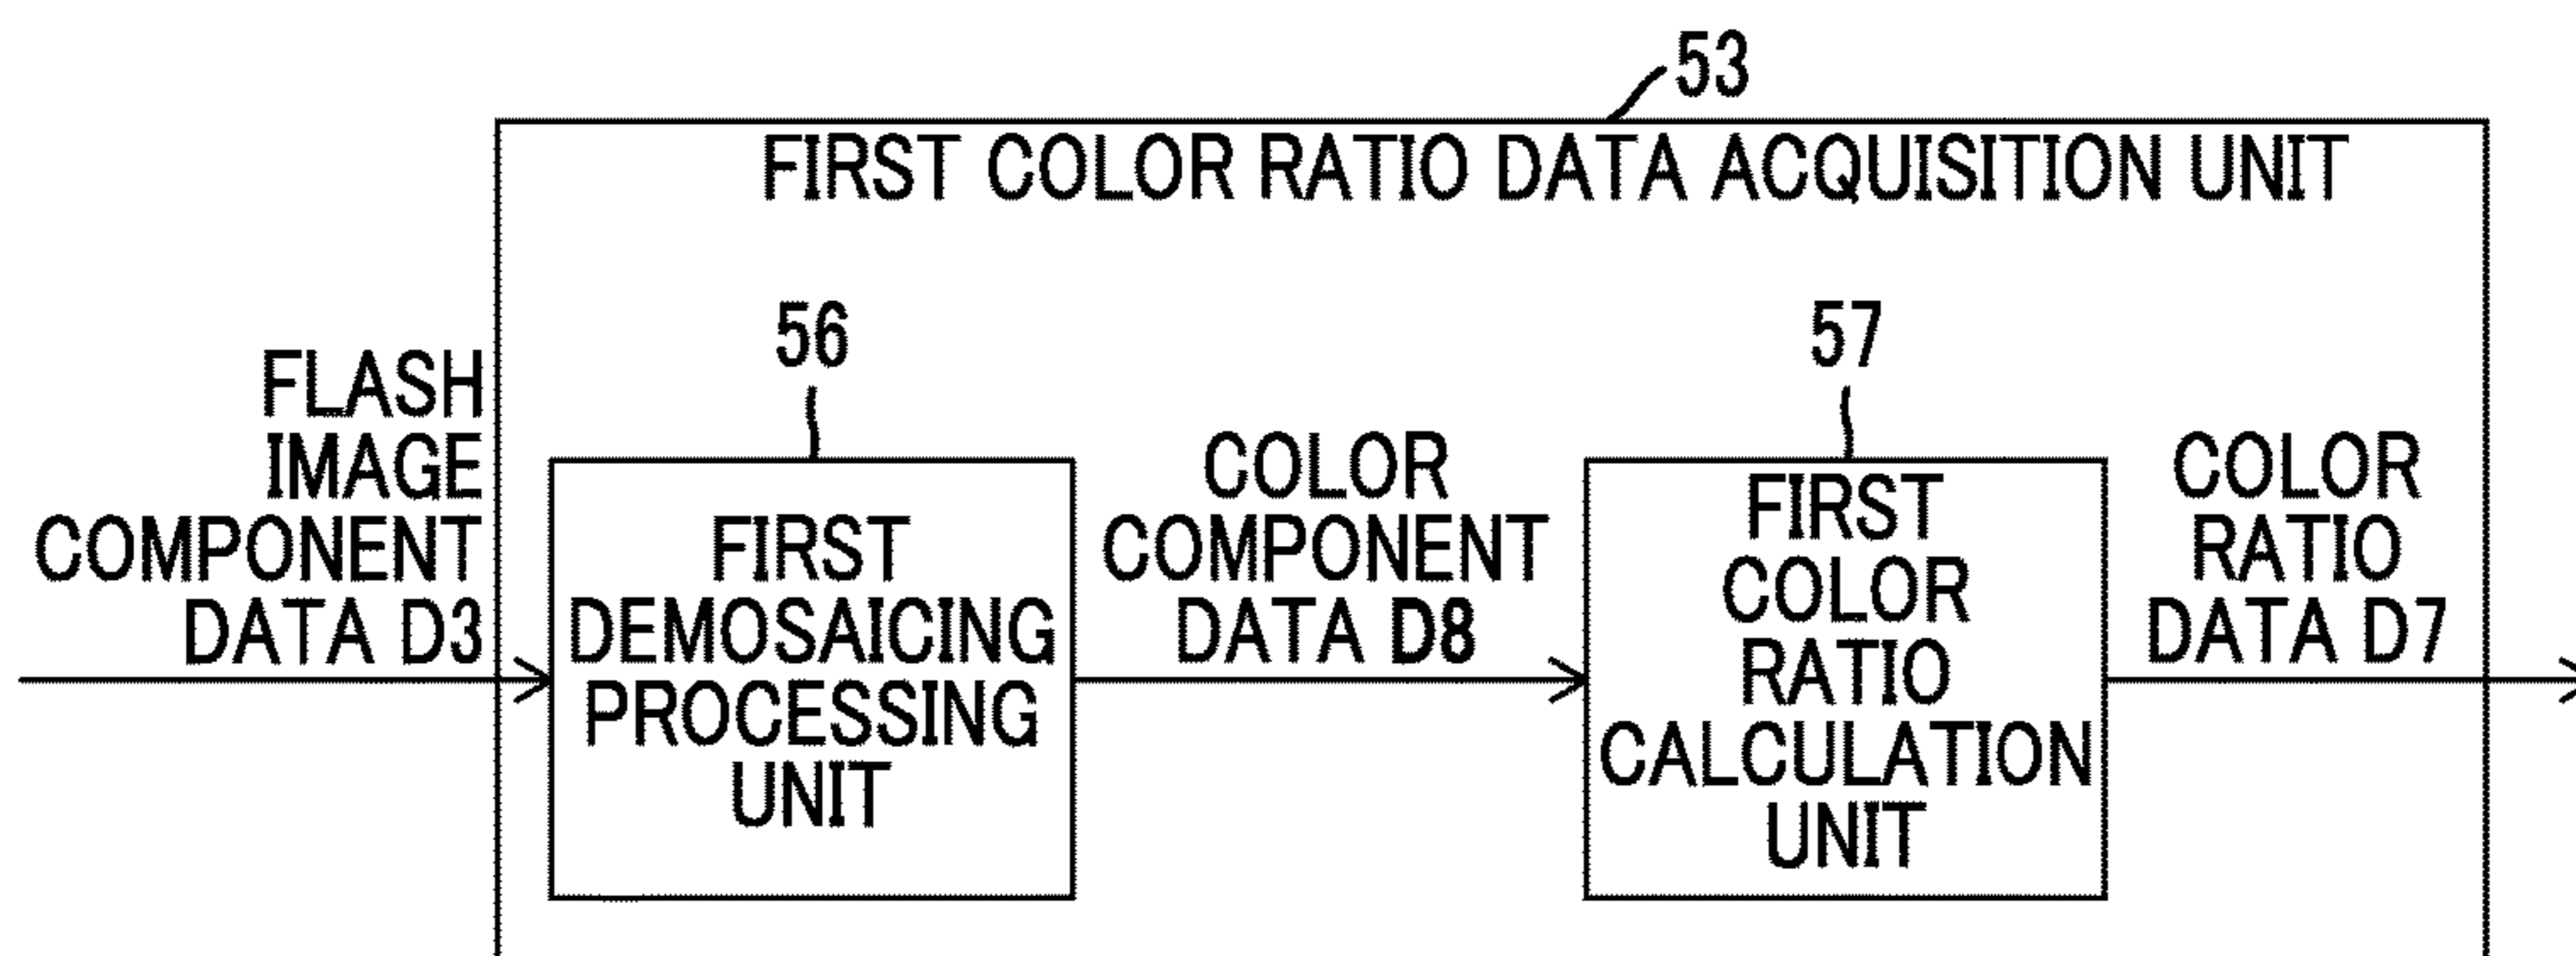 53
FIRST COLOR RATIO DATA ACQUISITION UNIT
56
57
FLASH
IMAGE
COMPONENT
DATA D3
FIRST
DEMOSAICING
PROCESSING
UNIT
COLOR
COMPONENT
DATA D8
FIRST
COLOR
RATIO
CALCULATION
UNIT
COLOR
RATIO
DATA D7